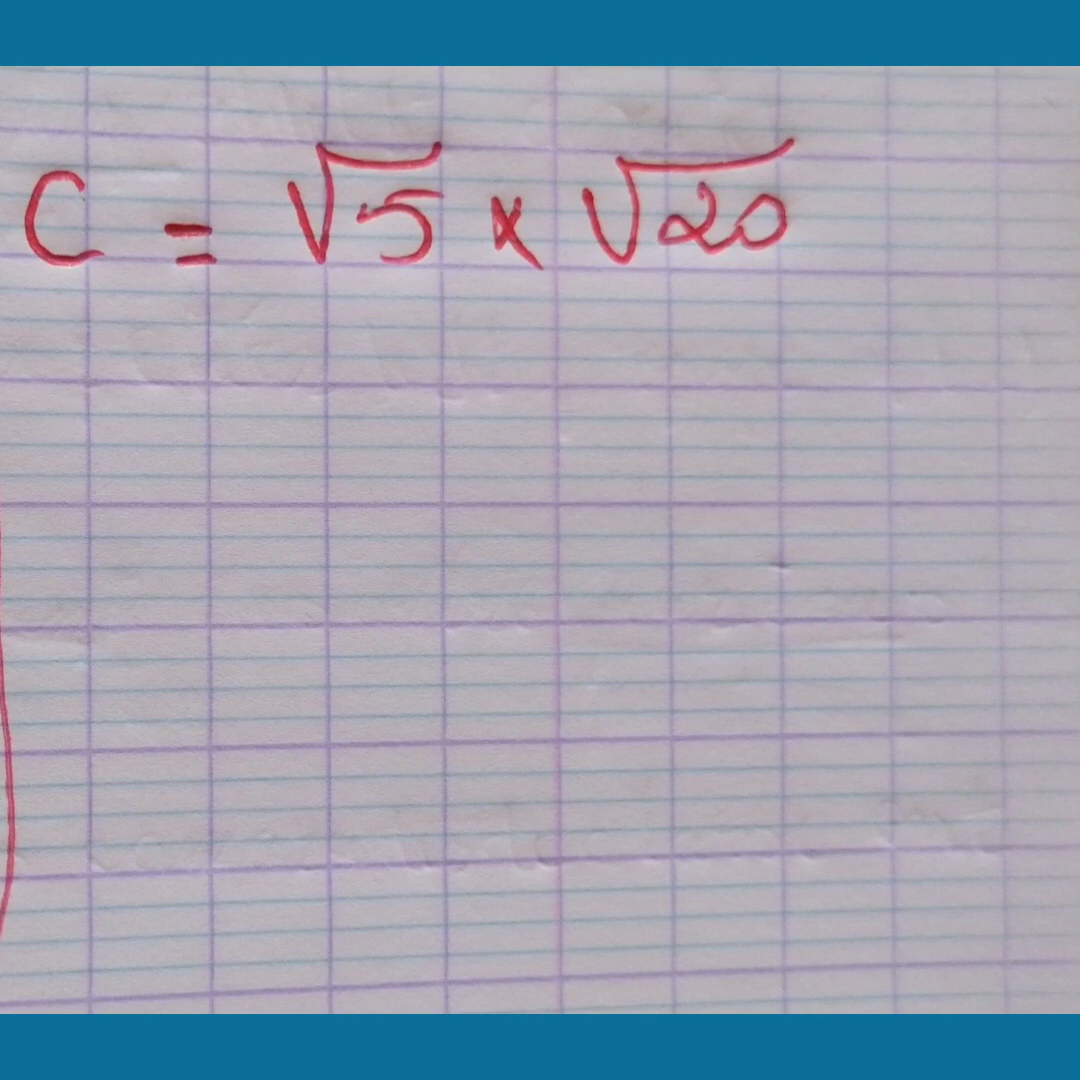 C = √5 × √20